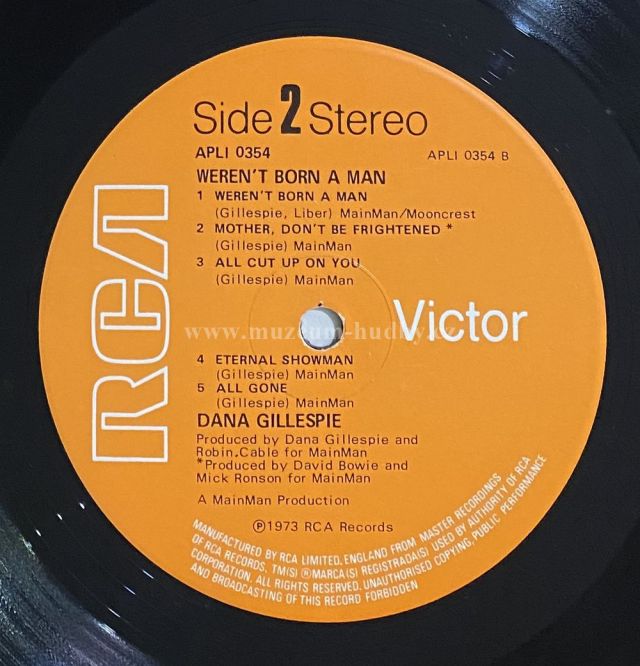 Side 2 Stereo
APLI 0354
APLI 0354 B
WEREN'T BORN A MAN
1 WEREN'T BORN A MAN
(Gillespie, Liber) MainMan/Mooncrest
2 MOTHER, DON'T BE FRIGHTENED *
(Gillespie) MainMan
3 ALL CUT UP ON YOU
(Gillespie) MainMan
RCA
Victor
www.muzeum-hudby.cz
4 ETERNAL SHOWMAN
(Gillespie) MainMan
5 ALL GONE
(Gillespie) MainMan
DANA GILLESPIE
Produced by Dana Gillespie and
Robin.Cable for MainMan
*Produced by David Bowie and
Mick Ronson for MainMan
A MainMan Production
℗1973 RCA Records
MANUFACTURED BY RCA LIMITED, ENGLAND FROM MASTER RECORDINGS
OF RCA RECORDS. TM(S) ® MARCA(S) REGISTRADA(S) USED BY AUTHORITY OF RCA
CORPORATION. ALL RIGHTS RESERVED. UNAUTHORISED COPYING, PUBLIC PERFORMANCE
AND BROADCASTING OF THIS RECORD FORBIDDEN